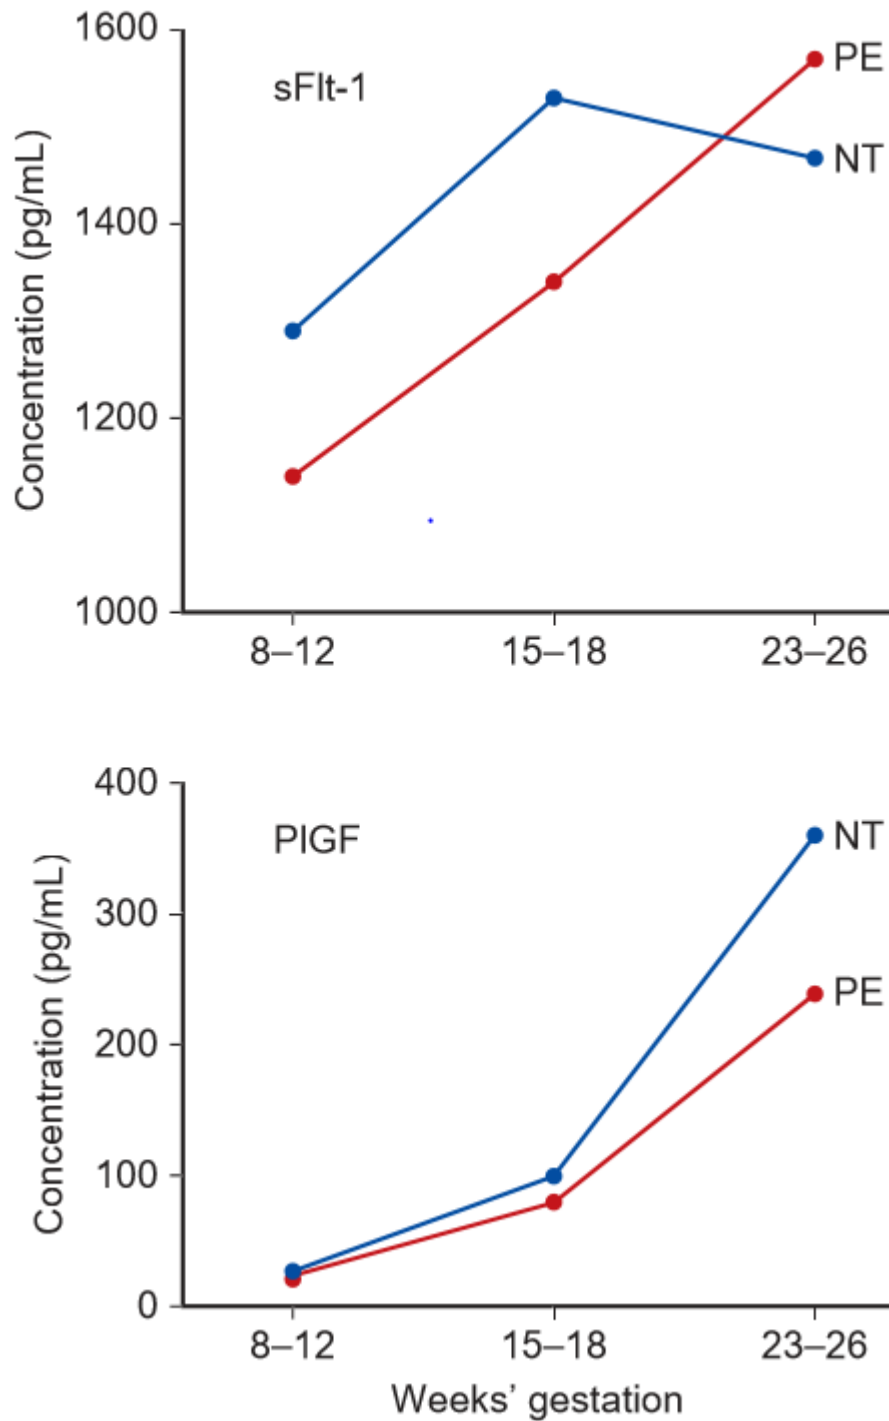 1600
sFlt-1
PE
NT
1400
1200
1000
Concentration (pg/mL)
8–12 15–18 23–26
400
PlGF
NT
300
PE
200
100
0
Concentration (pg/mL)
8–12 15–18 23–26
Weeks’ gestation